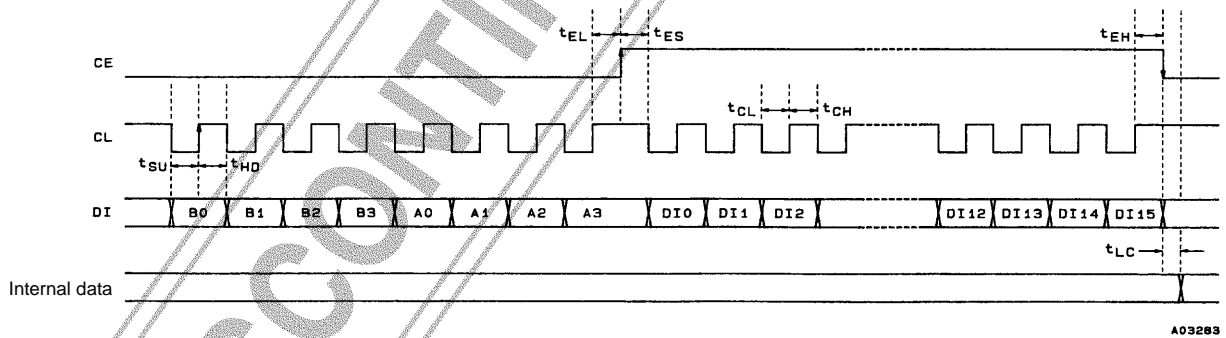 tEL tES tEH
CE
tCL tCH
CL
tSU tHD
DI B0 B1 B2 B3 A0 A1 A2 A3 DI0 DI1 DI2 DI12 DI13 DI14 DI15
tLC
Internal data
A03283